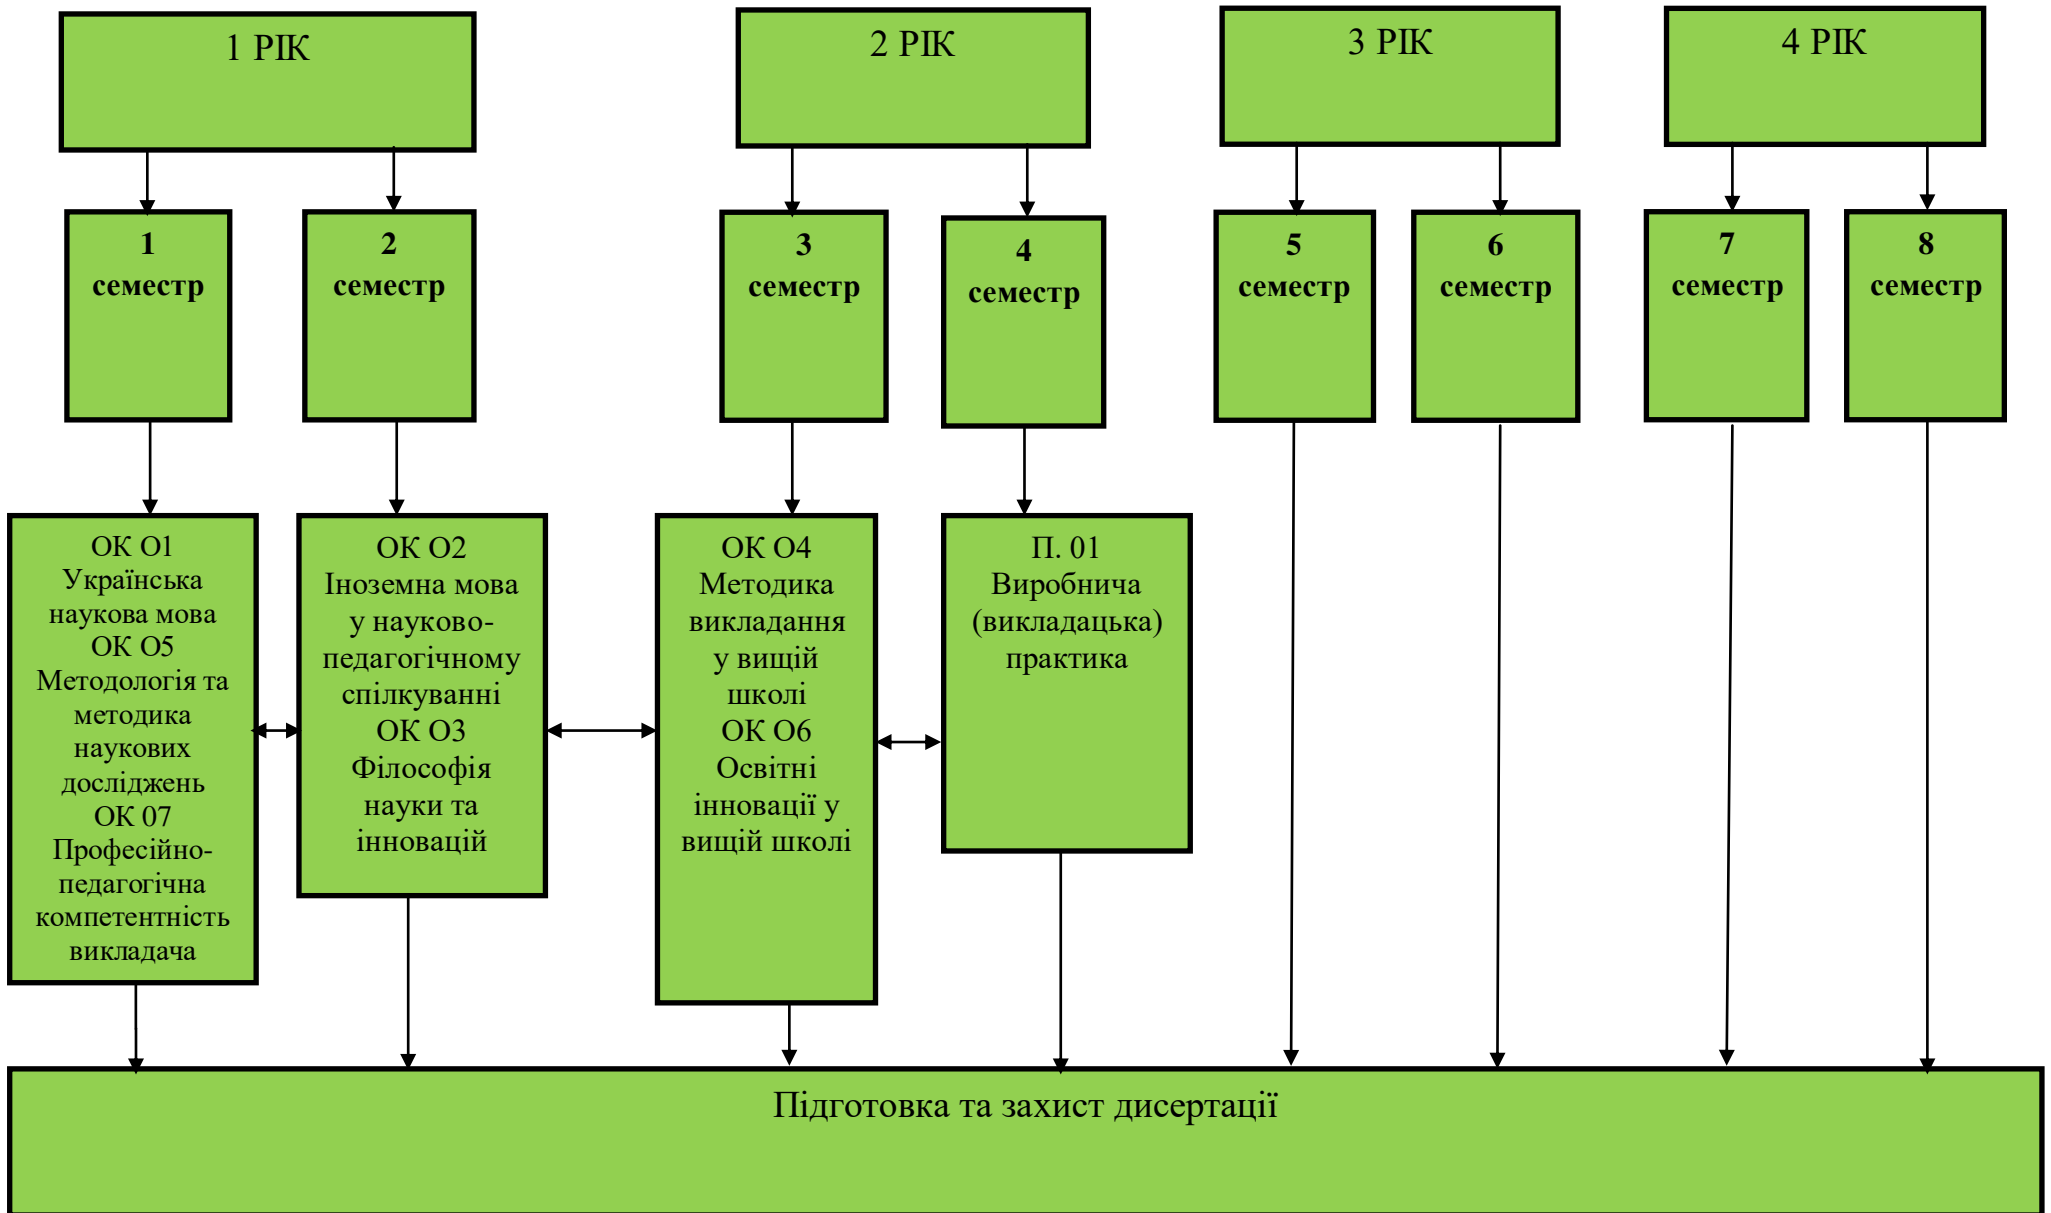 1 РІК
2 РІК
3 РІК
4 РІК
1
семестр
2
семестр
3
семестр
4
семестр
5
семестр
6
семестр
7
семестр
8
семестр
ОК О1
Українська
наукова мова
ОК О5
Методологія та
методика
наукових
досліджень
ОК 07
Професійно-
педагогічна
компетентність
викладача
ОК О2
Іноземна мова
у науково-
педагогічному
спілкуванні
ОК О3
Філософія
науки та
інновацій
ОК О4
Методика
викладання
у вищій
школі
ОК О6
Освітні
інновації у
вищій школі
П. 01
Виробнича
(викладацька)
практика
Підготовка та захист дисертації